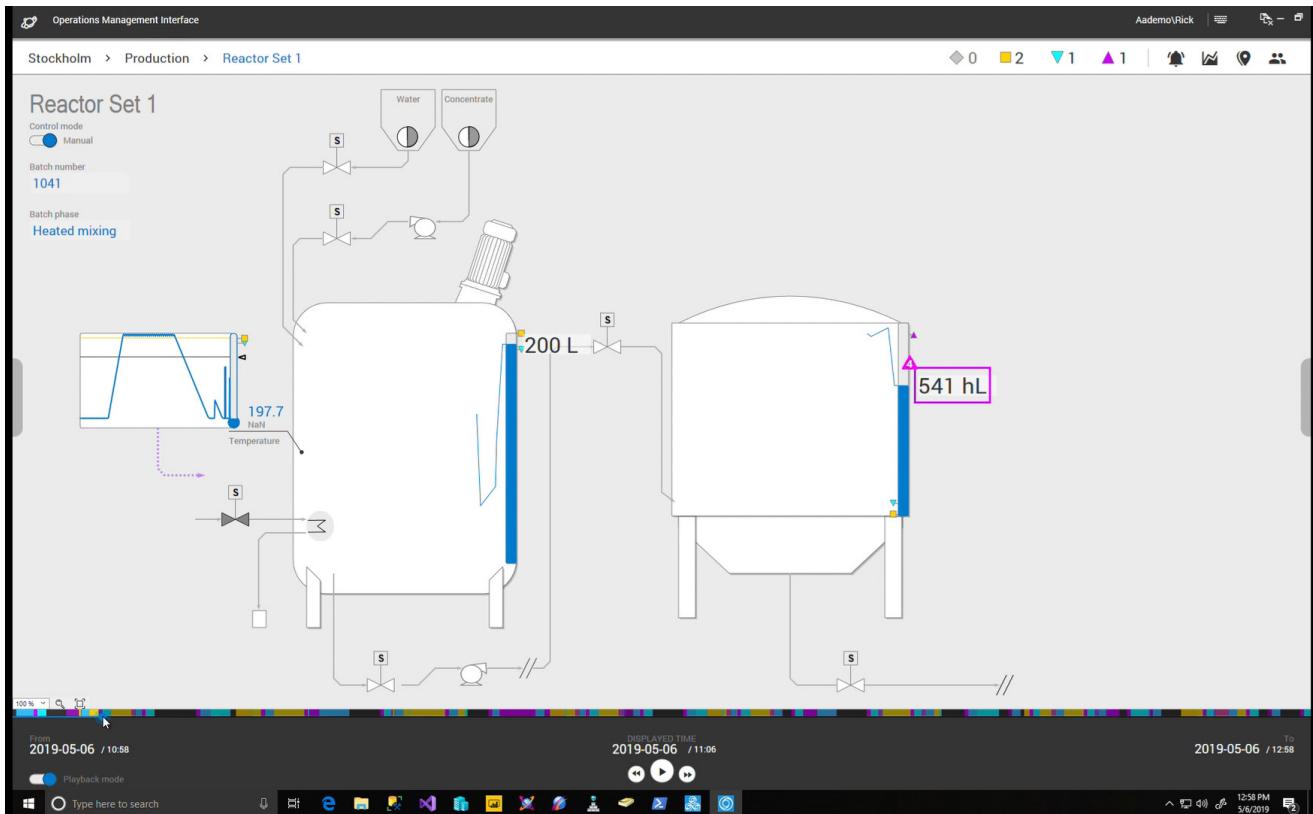 Operations Management Interface
Aademo\Rick
Stockholm > Production > Reactor Set 1
0 2 1 1
Reactor Set 1
Control mode
Manual
Batch number
1041
Batch phase
Heated mixing
Water
Concentrate
S
S
S
200 L
541 hL
197.7
NaN
Temperature
S
S
S
100 %
From
2019-05-06 / 10:58
DISPLAYED TIME
2019-05-06 / 11:06
To
2019-05-06 / 12:58
Playback mode
Type here to search
12:58 PM
5/6/2019
2